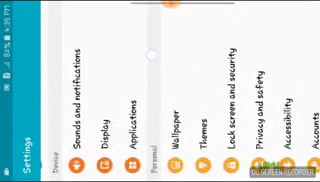 82% 4:35 PM
Settings
Device
Sounds and notifications
Display
Applications
Personal
Wallpaper
Themes
Lock screen and security
Privacy and safety
Accessibility
Accounts
DU SCREEN RECORDER